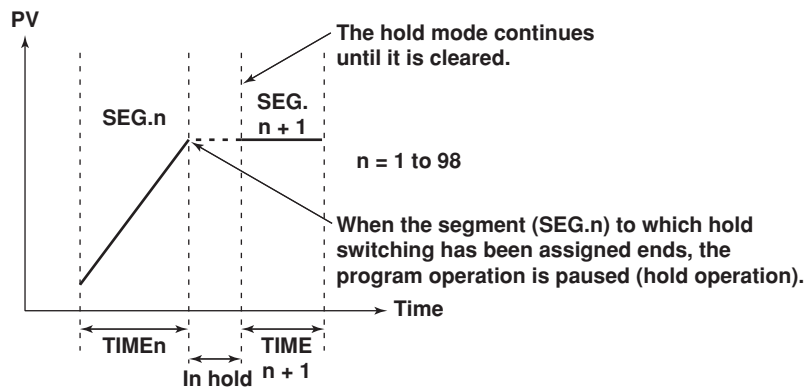 PV
The hold mode continues
until it is cleared.
SEG.n
SEG.
n + 1
n = 1 to 98
When the segment (SEG.n) to which hold
switching has been assigned ends, the
program operation is paused (hold operation).
Time
TIMEn
TIME
n + 1
In hold